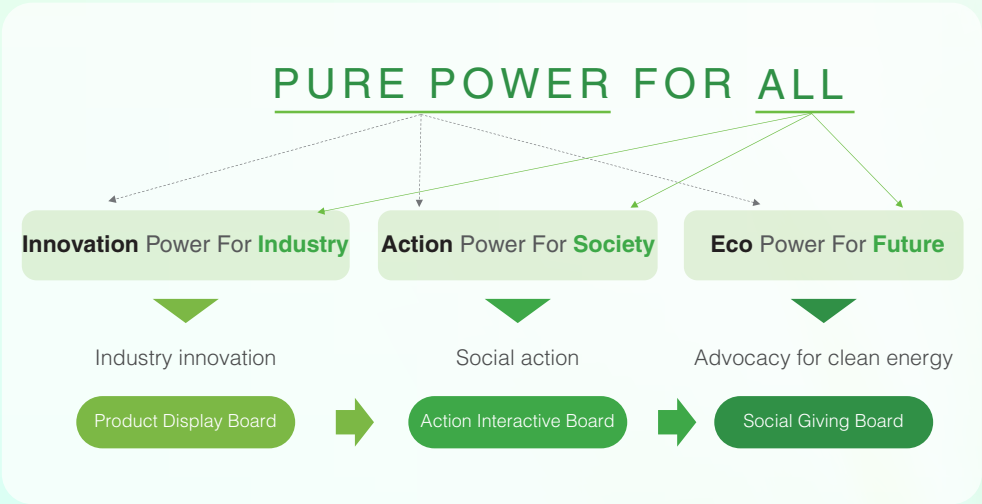 PURE POWER FOR ALL
Innovation Power For Industry
Action Power For Society
Eco Power For Future
Industry innovation
Social action
Advocacy for clean energy
Product Display Board
Action Interactive Board
Social Giving Board